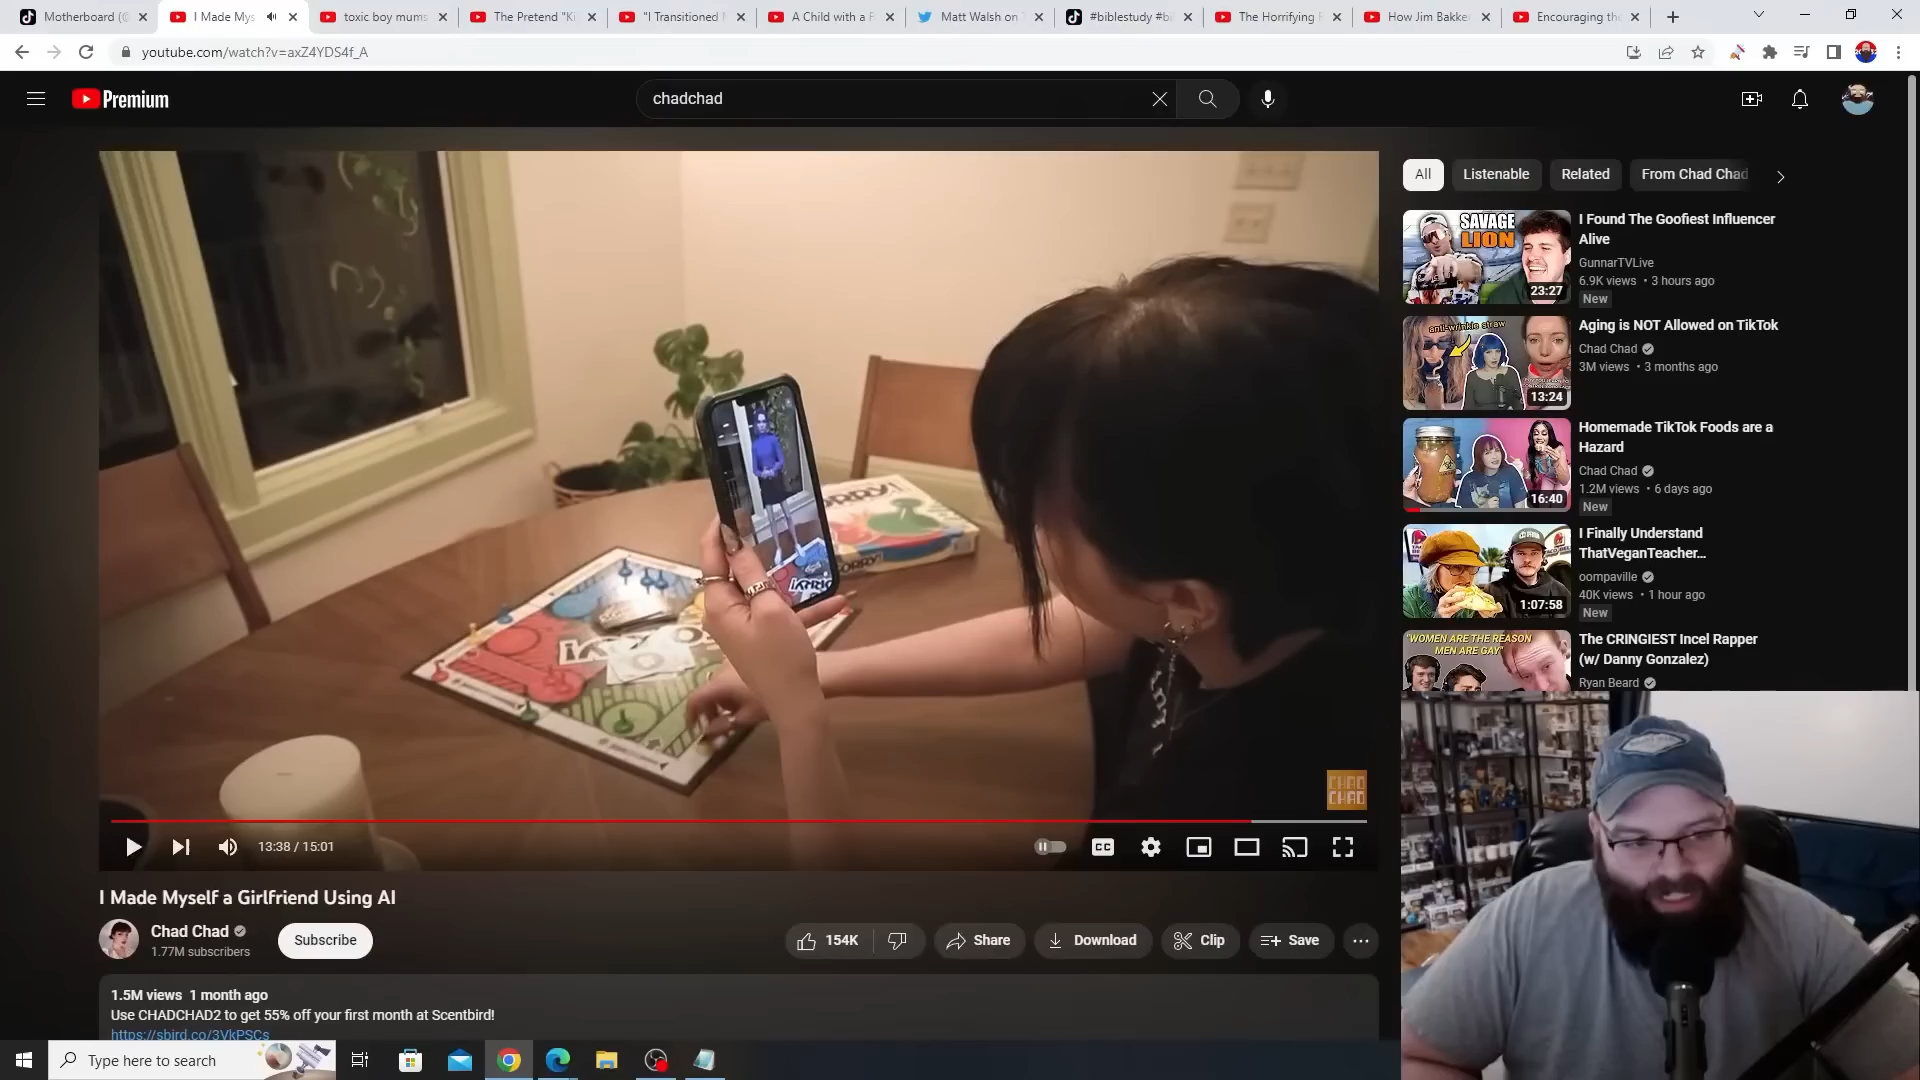 Motherboard (@
I Made Mys
toxic boy mums
The Pretend "Ki
"I Transitioned
A Child with a
Matt Walsh on
#biblestudy #bi
The Horrifying
How Jim Bakke
Encouraging the
youtube.com/watch?v=axZ4YDS4f_A
Premium
chadchad
All
Listenable
Related
From Chad Chad
SAVAGE
LION
23:27
I Found The Goofiest Influencer
Alive
GunnarTVLive
6.9K views • 3 hours ago
New
anti-wrinkle straw
13:24
Aging is NOT Allowed on TikTok
Chad Chad
3M views • 3 months ago
16:40
Homemade TikTok Foods are a
Hazard
Chad Chad
1.2M views • 6 days ago
New
1:07:58
I Finally Understand
ThatVeganTeacher...
oompaville
40K views • 1 hour ago
New
"WOMEN ARE THE REASON
MEN ARE GAY"
The CRINGIEST Incel Rapper
(w/ Danny Gonzalez)
Ryan Beard
SORRY!
CHAD
CHAD
13:38 / 15:01
CC
I Made Myself a Girlfriend Using AI
Chad Chad
1.77M subscribers
Subscribe
154K
Share
Download
Clip
Save
1.5M views 1 month ago
Use CHADCHAD2 to get 55% off your first month at Scentbird!
https://sbird.co/3VkPSCs
Type here to search